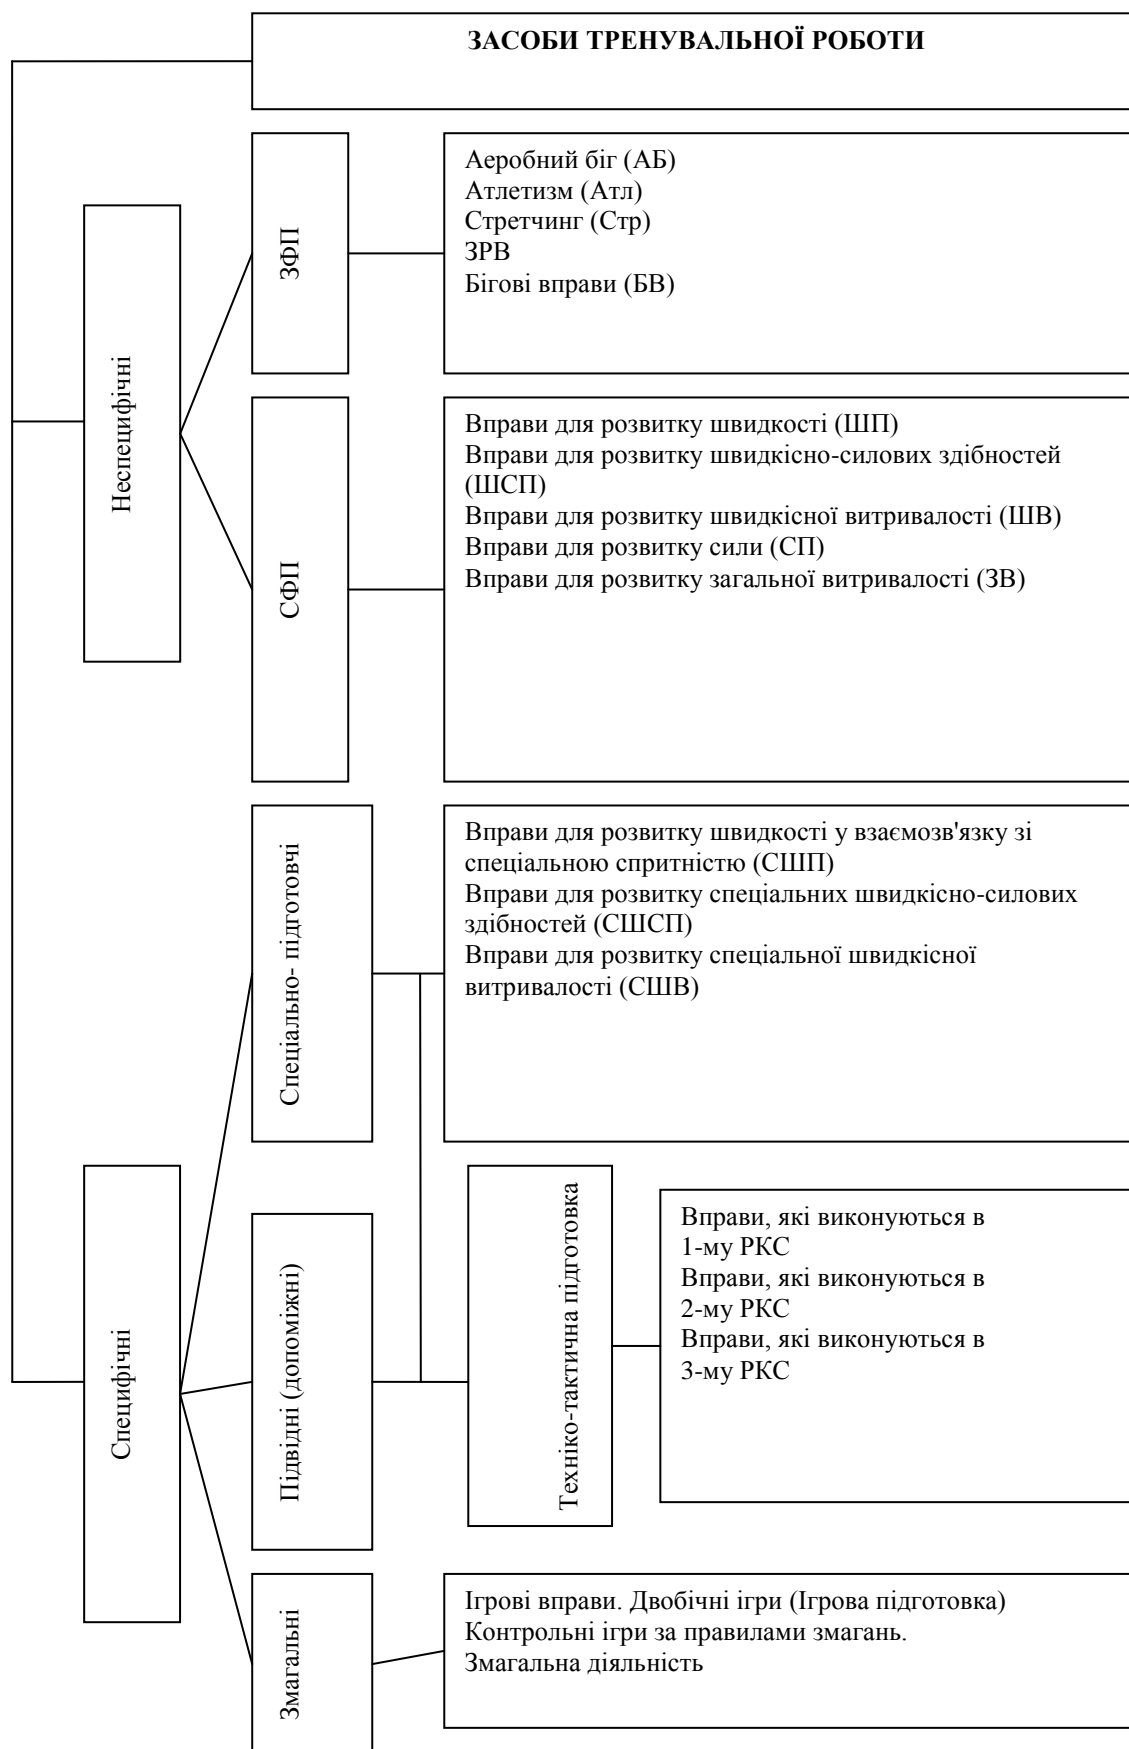 ЗАСОБИ ТРЕНУВАЛЬНОЇ РОБОТИ
Неспецифічні
ЗФП
Аеробний біг (АБ)
Атлетизм (Атл)
Стретчинг (Стр)
ЗРВ
Бігові вправи (БВ)
СФП
Вправи для розвитку швидкості (ШП)
Вправи для розвитку швидкісно-силових здібностей
(ШСП)
Вправи для розвитку швидкісної витривалості (ШВ)
Вправи для розвитку сили (СП)
Вправи для розвитку загальної витривалості (ЗВ)
Специфічні
Спеціально- підготовчі
Вправи для розвитку швидкості у взаємозв'язку зі
спеціальною спритністю (СШП)
Вправи для розвитку спеціальних швидкісно-силових
здібностей (СШСП)
Вправи для розвитку спеціальної швидкісної
витривалості (СШВ)
Підвідні (допоміжні)
Техніко-тактична підготовка
Вправи, які виконуються в
1-му РКС
Вправи, які виконуються в
2-му РКС
Вправи, які виконуються в
3-му РКС
Змагальні
Ігрові вправи. Двобічні ігри (Ігрова підготовка)
Контрольні ігри за правилами змагань.
Змагальна діяльність